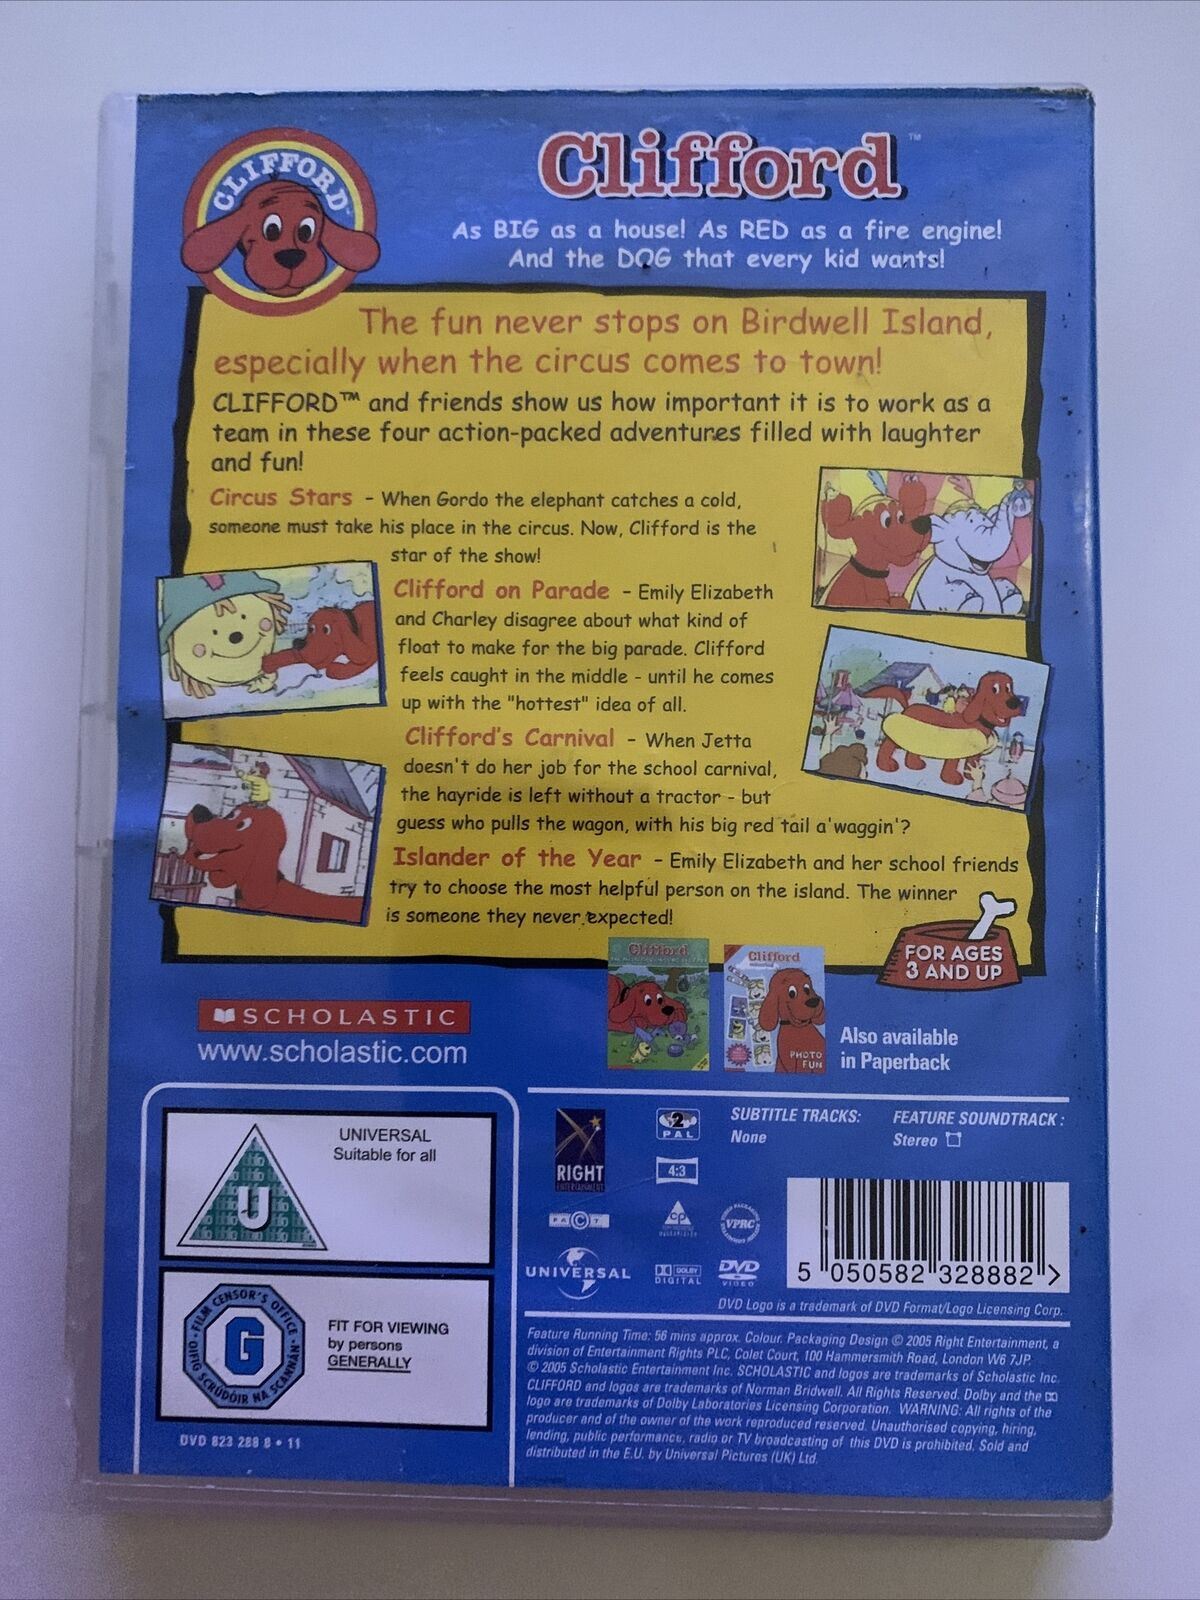 CLIFFORD™
Clifford™
As BIG as a house! As RED as a fire engine!
And the DOG that every kid wants!
The fun never stops on Birdwell Island,
especially when the circus comes to town!
CLIFFORD™ and friends show us how important it is to work as a
team in these four action-packed adventures filled with laughter
and fun!
Circus Stars – When Gordo the elephant catches a cold,
someone must take his place in the circus. Now, Clifford is the
star of the show!
Clifford on Parade – Emily Elizabeth
and Charley disagree about what kind of
float to make for the big parade. Clifford
feels caught in the middle - until he comes
up with the "hottest" idea of all.
Clifford's Carnival – When Jetta
doesn't do her job for the school carnival,
the hayride is left without a tractor - but
guess who pulls the wagon, with his big red tail a'waggin'?
Islander of the Year – Emily Elizabeth and her school friends
try to choose the most helpful person on the island. The winner
is someone they never expected!
FOR AGES
3 AND UP
Clifford
Clifford
PHOTO
FUN
Also available
in Paperback
SCHOLASTIC
www.scholastic.com
U
UNIVERSAL
Suitable for all
FILM CENSOR'S OFFICE
OIFIG SCRÚDÓIR NA SCANNÁN
G
FIT FOR VIEWING
by persons
GENERALLY
DVD 823 288 8 • 11
RIGHT
ENTERTAINMENT
2
PAL
4:3
SUBTITLE TRACKS:
None
FEATURE SOUNDTRACK:
Stereo
PACT
CP
VPRC
UNIVERSAL
DOLBY
DIGITAL
DVD
VIDEO
5 050582 328882 >
DVD Logo is a trademark of DVD Format/Logo Licensing Corp.
Feature Running Time: 56 mins approx. Colour. Packaging Design © 2005 Right Entertainment, a
division of Entertainment Rights PLC, Colet Court, 100 Hammersmith Road, London W6 7JP.
© 2005 Scholastic Entertainment Inc. SCHOLASTIC and logos are trademarks of Scholastic Inc.
CLIFFORD and logos are trademarks of Norman Bridwell. All Rights Reserved. Dolby and the
logo are trademarks of Dolby Laboratories Licensing Corporation. WARNING: All rights of the
producer and of the owner of the work reproduced reserved. Unauthorised copying, hiring,
lending, public performance, radio or TV broadcasting of this DVD is prohibited. Sold and
distributed in the E.U. by Universal Pictures (UK) Ltd.